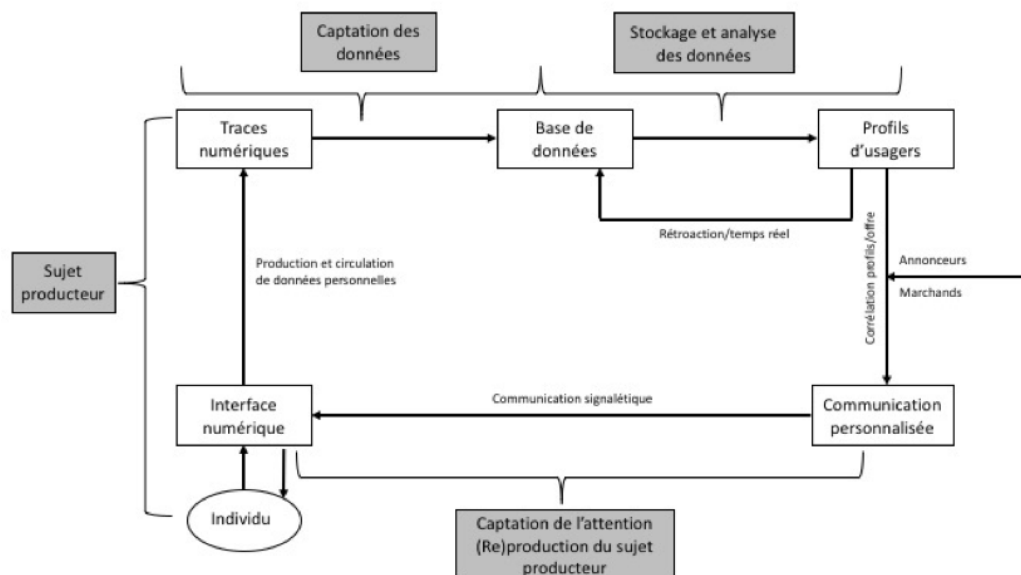 Captation des
données
Stockage et analyse
des données
Traces
numériques
Base de
données
Profils
d'usagers
Rétroaction/temps réel
Corrélation profils/offre
Annonceurs
Marchands
Sujet
producteur
Production et circulation
de données personnelles
Interface
numérique
Communication signalétique
Communication
personnalisée
Individu
Captation de l'attention
(Re)production du sujet
producteur